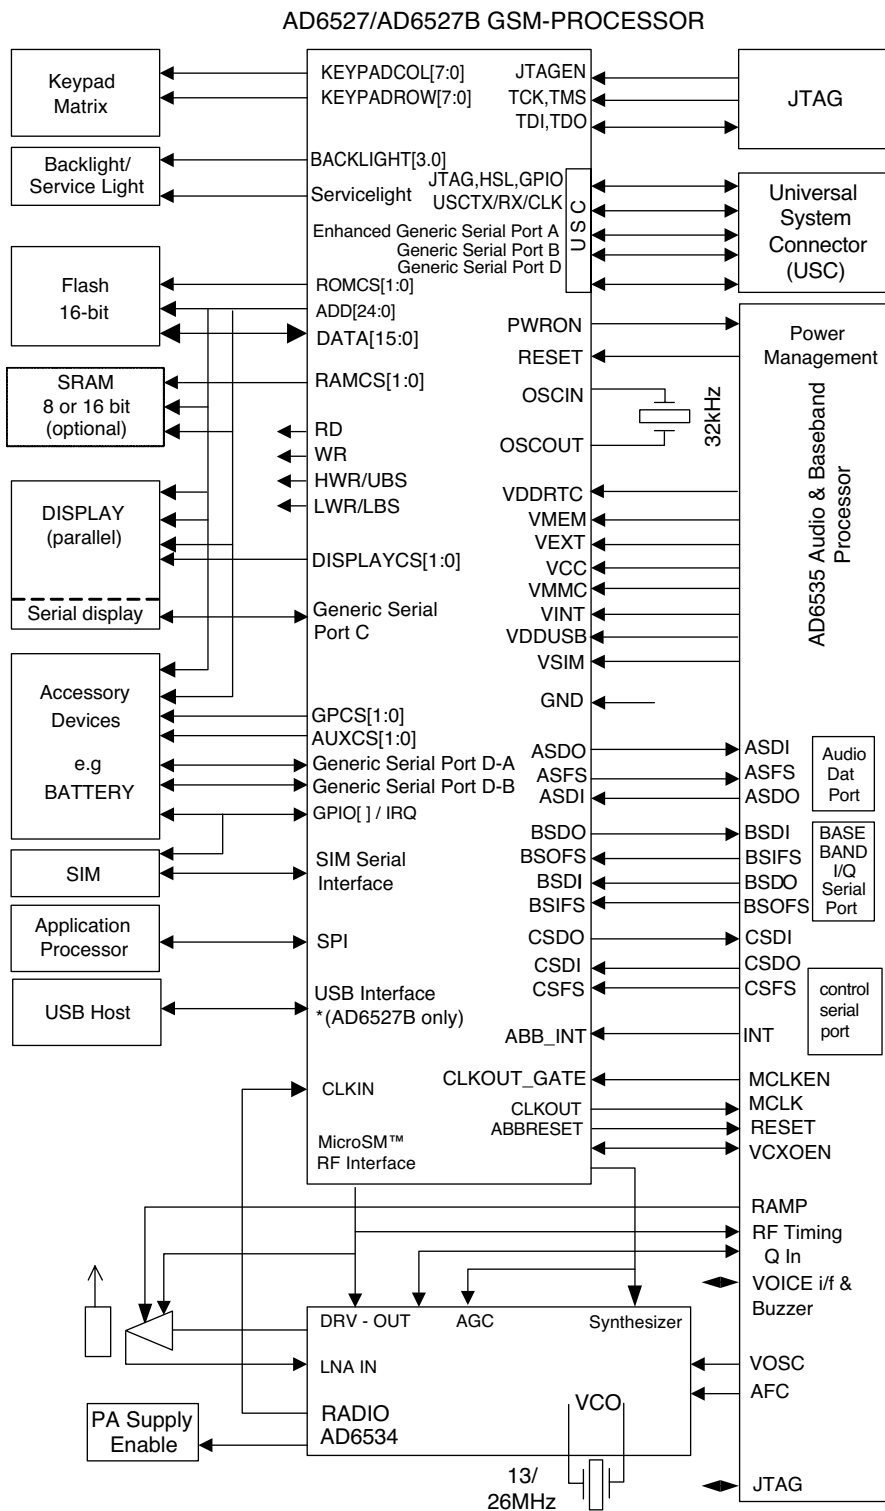 AD6527/AD6527B GSM-PROCESSOR
Keypad
Matrix
Backlight/
Service Light
Flash
16-bit
SRAM
8 or 16 bit
(optional)
DISPLAY
(parallel)
Serial display
Accessory
Devices
e.g
BATTERY
SIM
Application
Processor
USB Host
KEYPADCOL[7:0]
KEYPADROW[7:0]
BACKLIGHT[3.0]
Servicelight
ROMCS[1:0]
ADD[24:0]
DATA[15:0]
RAMCS[1:0]
RD
WR
HWR/UBS
LWR/LBS
DISPLAYCS[1:0]
Generic Serial
Port C
GPCS[1:0]
AUXCS[1:0]
Generic Serial Port D-A
Generic Serial Port D-B
GPIO[ ] / IRQ
SIM Serial
Interface
SPI
USB Interface
*(AD6527B only)
CLKIN
MicroSM™
RF Interface
JTAGEN
TCK,TMS
TDI,TDO
JTAG,HSL,GPIO
USCTX/RX/CLK
Enhanced Generic Serial Port A
Generic Serial Port B
Generic Serial Port D
USC
PWRON
RESET
OSCIN
OSCOUT
32kHz
VDDRTC
VMEM
VEXT
VCC
VMMC
VINT
VDDUSB
VSIM
GND
ASDO
ASFS
ASDI
BSDO
BSOFS
BSDI
BSIFS
CSDO
CSDI
CSFS
ABB_INT
CLKOUT_GATE
CLKOUT
ABBRESET
JTAG
Universal
System
Connector
(USC)
Power
Management
AD6535 Audio & Baseband
Processor
ASDI
ASFS
ASDO
Audio
Dat
Port
BSDI
BSIFS
BSDO
BSOFS
BASE
BAND
I/Q
Serial
Port
CSDI
CSDO
CSFS
control
serial
port
INT
MCLKEN
MCLK
RESET
VCXOEN
RAMP
RF Timing
Q In
VOICE i/f &
Buzzer
VOSC
AFC
JTAG
DRV - OUT
AGC
Synthesizer
LNA IN
RADIO
AD6534
VCO
PA Supply
Enable
13/
26MHz